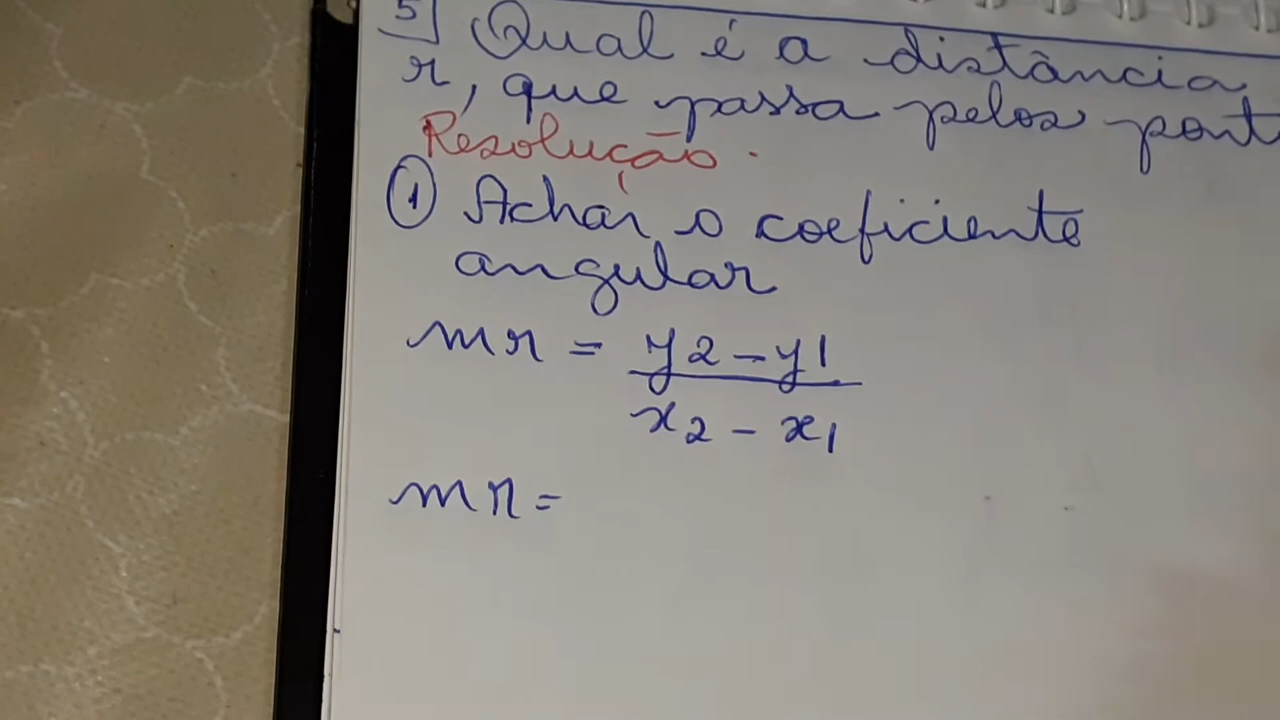 5] Qual é a distância
r, que passa pelos pont
Resolução.
① Achar o coeficiente
angular
mr = y2 - y1
x2 - x1
mr =